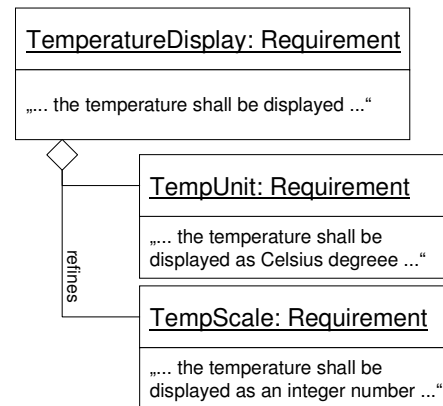 TemperatureDisplay: Requirement
„... the temperature shall be displayed ...“
TempUnit: Requirement
„... the temperature shall be
displayed as Celsius degreee ...“
refines
TempScale: Requirement
„... the temperature shall be
displayed as an integer number ...“